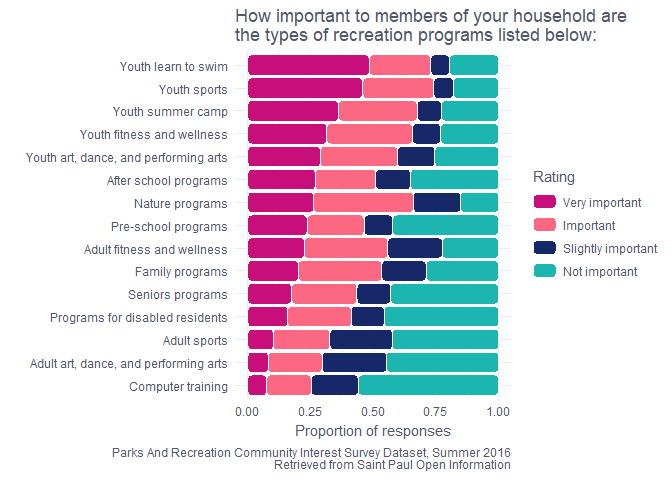 How important to members of your household are
the types of recreation programs listed below:
Youth learn to swim
Youth sports
Youth summer camp
Youth fitness and wellness
Youth art, dance, and performing arts
After school programs
Nature programs
Pre-school programs
Adult fitness and wellness
Family programs
Seniors programs
Programs for disabled residents
Adult sports
Adult art, dance, and performing arts
Computer training
0.00 0.25 0.50 0.75 1.00
Proportion of responses
Rating
Very important
Important
Slightly important
Not important
Parks And Recreation Community Interest Survey Dataset, Summer 2016
Retrieved from Saint Paul Open Information